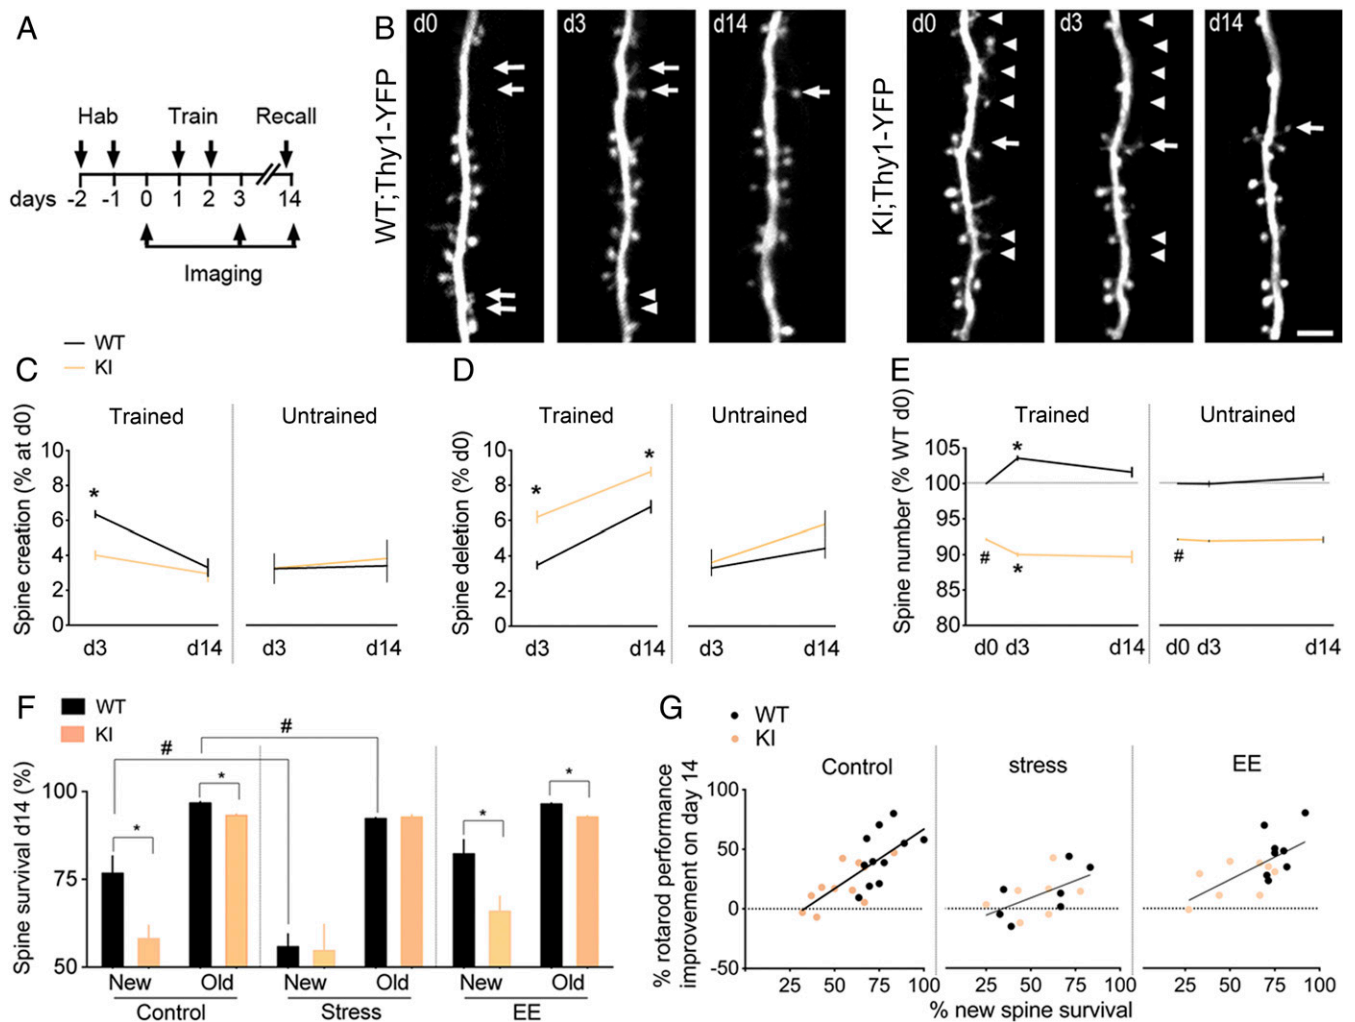 A
Hab Train Recall
days -2 -1 0 1 2 3 14
Imaging
B
WT;Thy1-YFP
d0 d3 d14
KI;Thy1-YFP
d0 d3 d14
WT
KI
C
Trained Untrained
Spine creation (% at d0)
10
8
6
4
2
0
*
d3 d14 d3 d14
D
Trained Untrained
Spine deletion (% d0)
10
8
6
4
2
0
* *
d3 d14 d3 d14
E
Trained Untrained
Spine number (% WT d0)
105
100
95
90
85
80
*
# * #
d0 d3 d14 d0 d3 d14
F
WT
KI
Spine survival d14 (%)
100
75
50
# #
* * * *
New Old New Old New Old
Control Stress EE
G
WT
KI
Control stress EE
% rotarod performance
improvement on day 14
100
50
0
-50
25 50 75 100 25 50 75 100 25 50 75 100
% new spine survival